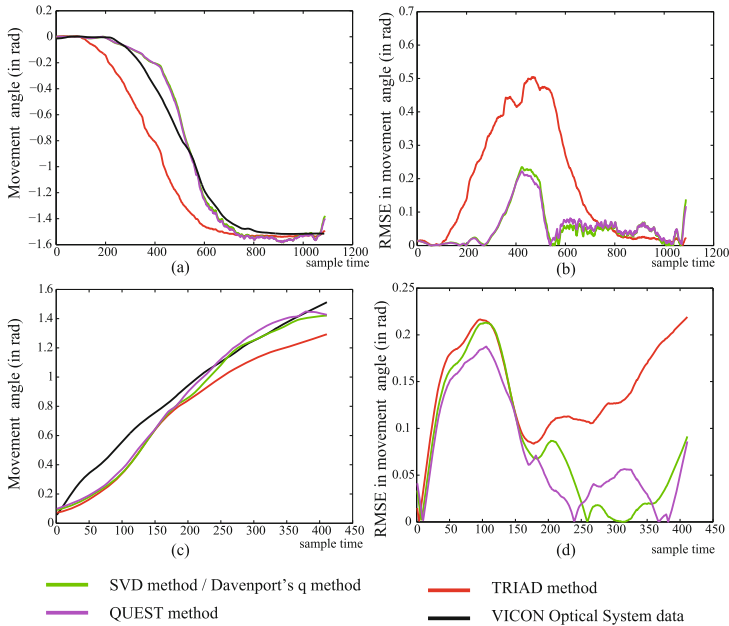 Movement angle (in rad)
0.2
0
−0.2
−0.4
−0.6
−0.8
−1
−1.2
−1.4
−1.6
0 200 400 600 800 1000 1200
sample time
(a)
RMSE in movement angle (in rad)
0.7
0.6
0.5
0.4
0.3
0.2
0.1
0
0 200 400 600 800 1000 1200
sample time
(b)
Movement angle (in rad)
1.6
1.4
1.2
1
0.8
0.6
0.4
0.2
0
0 50 100 150 200 250 300 350 400 450
sample time
(c)
RMSE in movement angle (in rad)
0.25
0.2
0.15
0.1
0.05
0
0 50 100 150 200 250 300 350 400 450
sample time
(d)
SVD method / Davenport's q method
QUEST method
TRIAD method
VICON Optical System data